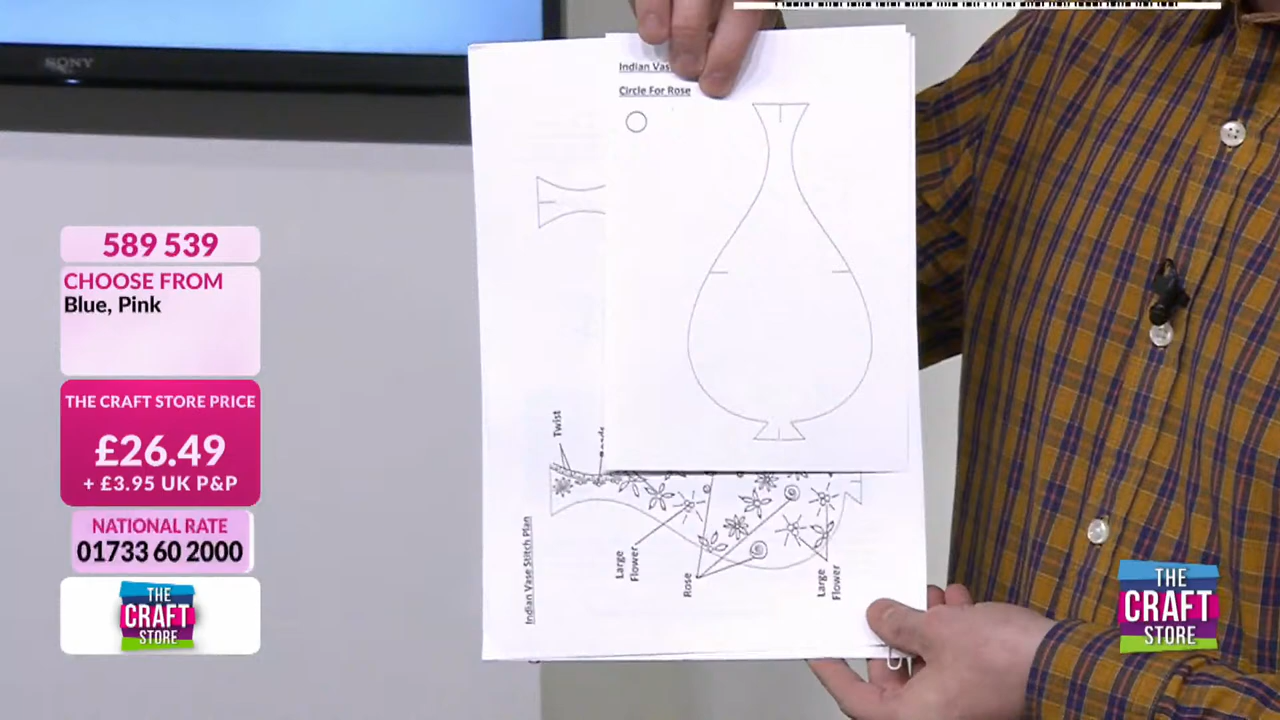 SONY
589 539
CHOOSE FROM
Blue, Pink
THE CRAFT STORE PRICE
£26.49
+ £3.95 UK P&P
NATIONAL RATE
01733 60 2000
THE
CRAFT
STORE
Indian
Circle For Rose
Twist
Indian Vase Stitch Plan
Large
Flower
Rose
Large
Flower
THE
CRAFT
STORE